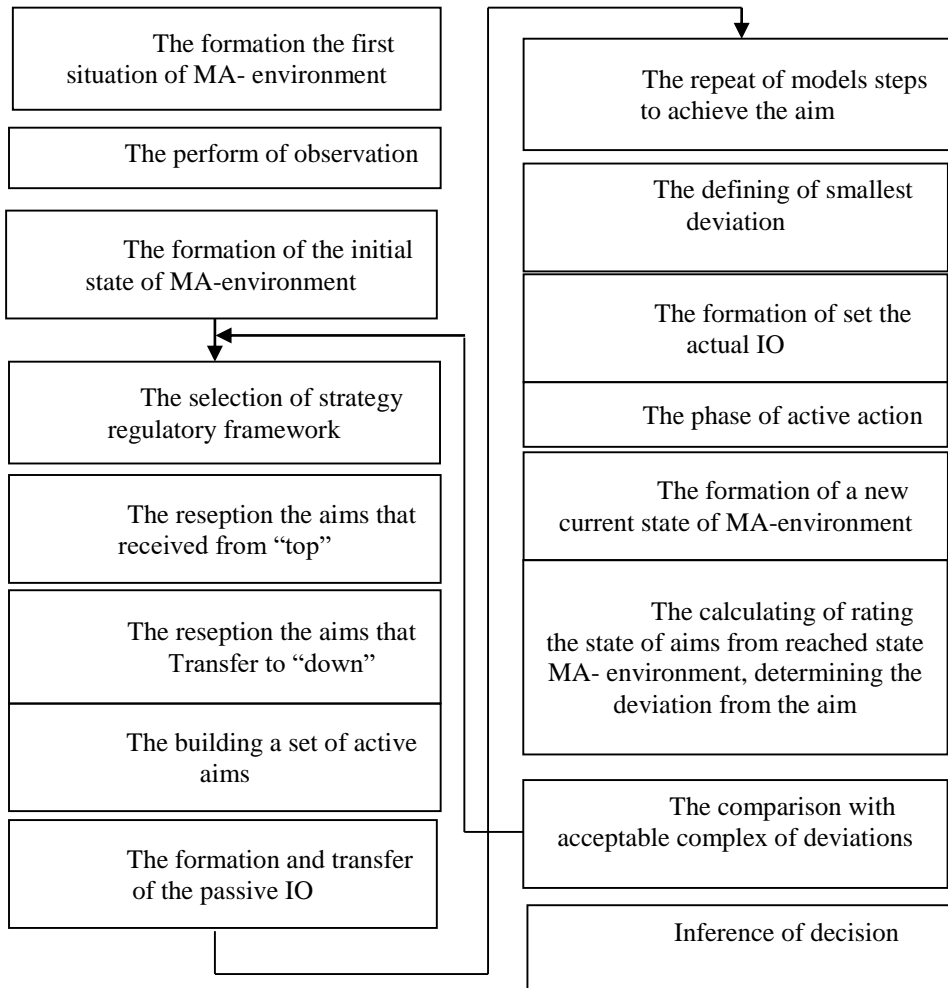 The formation the first
situation of MA- environment
The perform of observation
The formation of the initial
state of MA-environment
The selection of strategy
regulatory framework
The reseption the aims that
received from “top”
The reseption the aims that
Transfer to “down”
The building a set of active
aims
The formation and transfer
of the passive IO
The repeat of models steps
to achieve the aim
The defining of smallest
deviation
The formation of set the
actual IO
The phase of active action
The formation of a new
current state of MA-environment
The calculating of rating
the state of aims from reached state
MA- environment, determining the
deviation from the aim
The comparison with
acceptable complex of deviations
Inference of decision